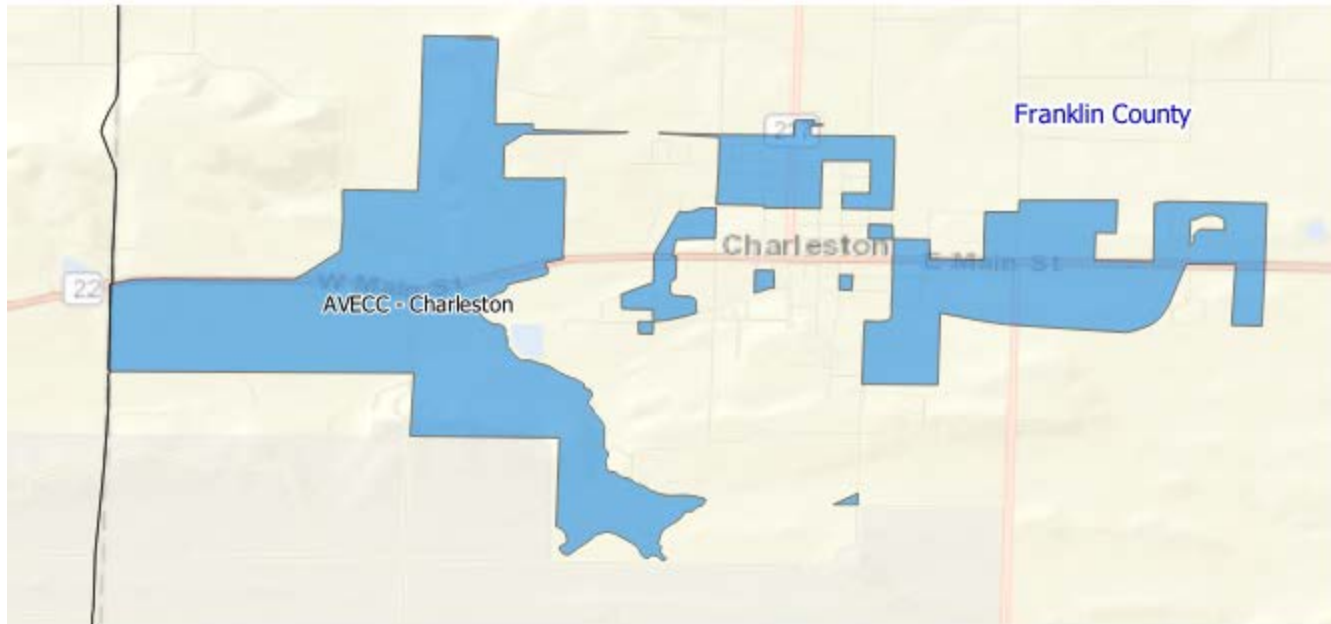 Franklin County
Charleston
E Main St
W Main St
22
AVECC - Charleston